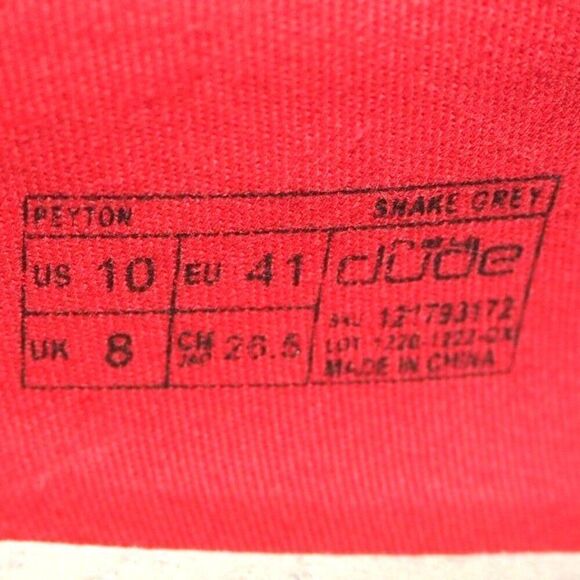 PEYTON SNAKE GREY
US 10 EU 41 dude
UK 8 CM JAP 26.5
SKU 121793172
LOT
MADE IN CHINA